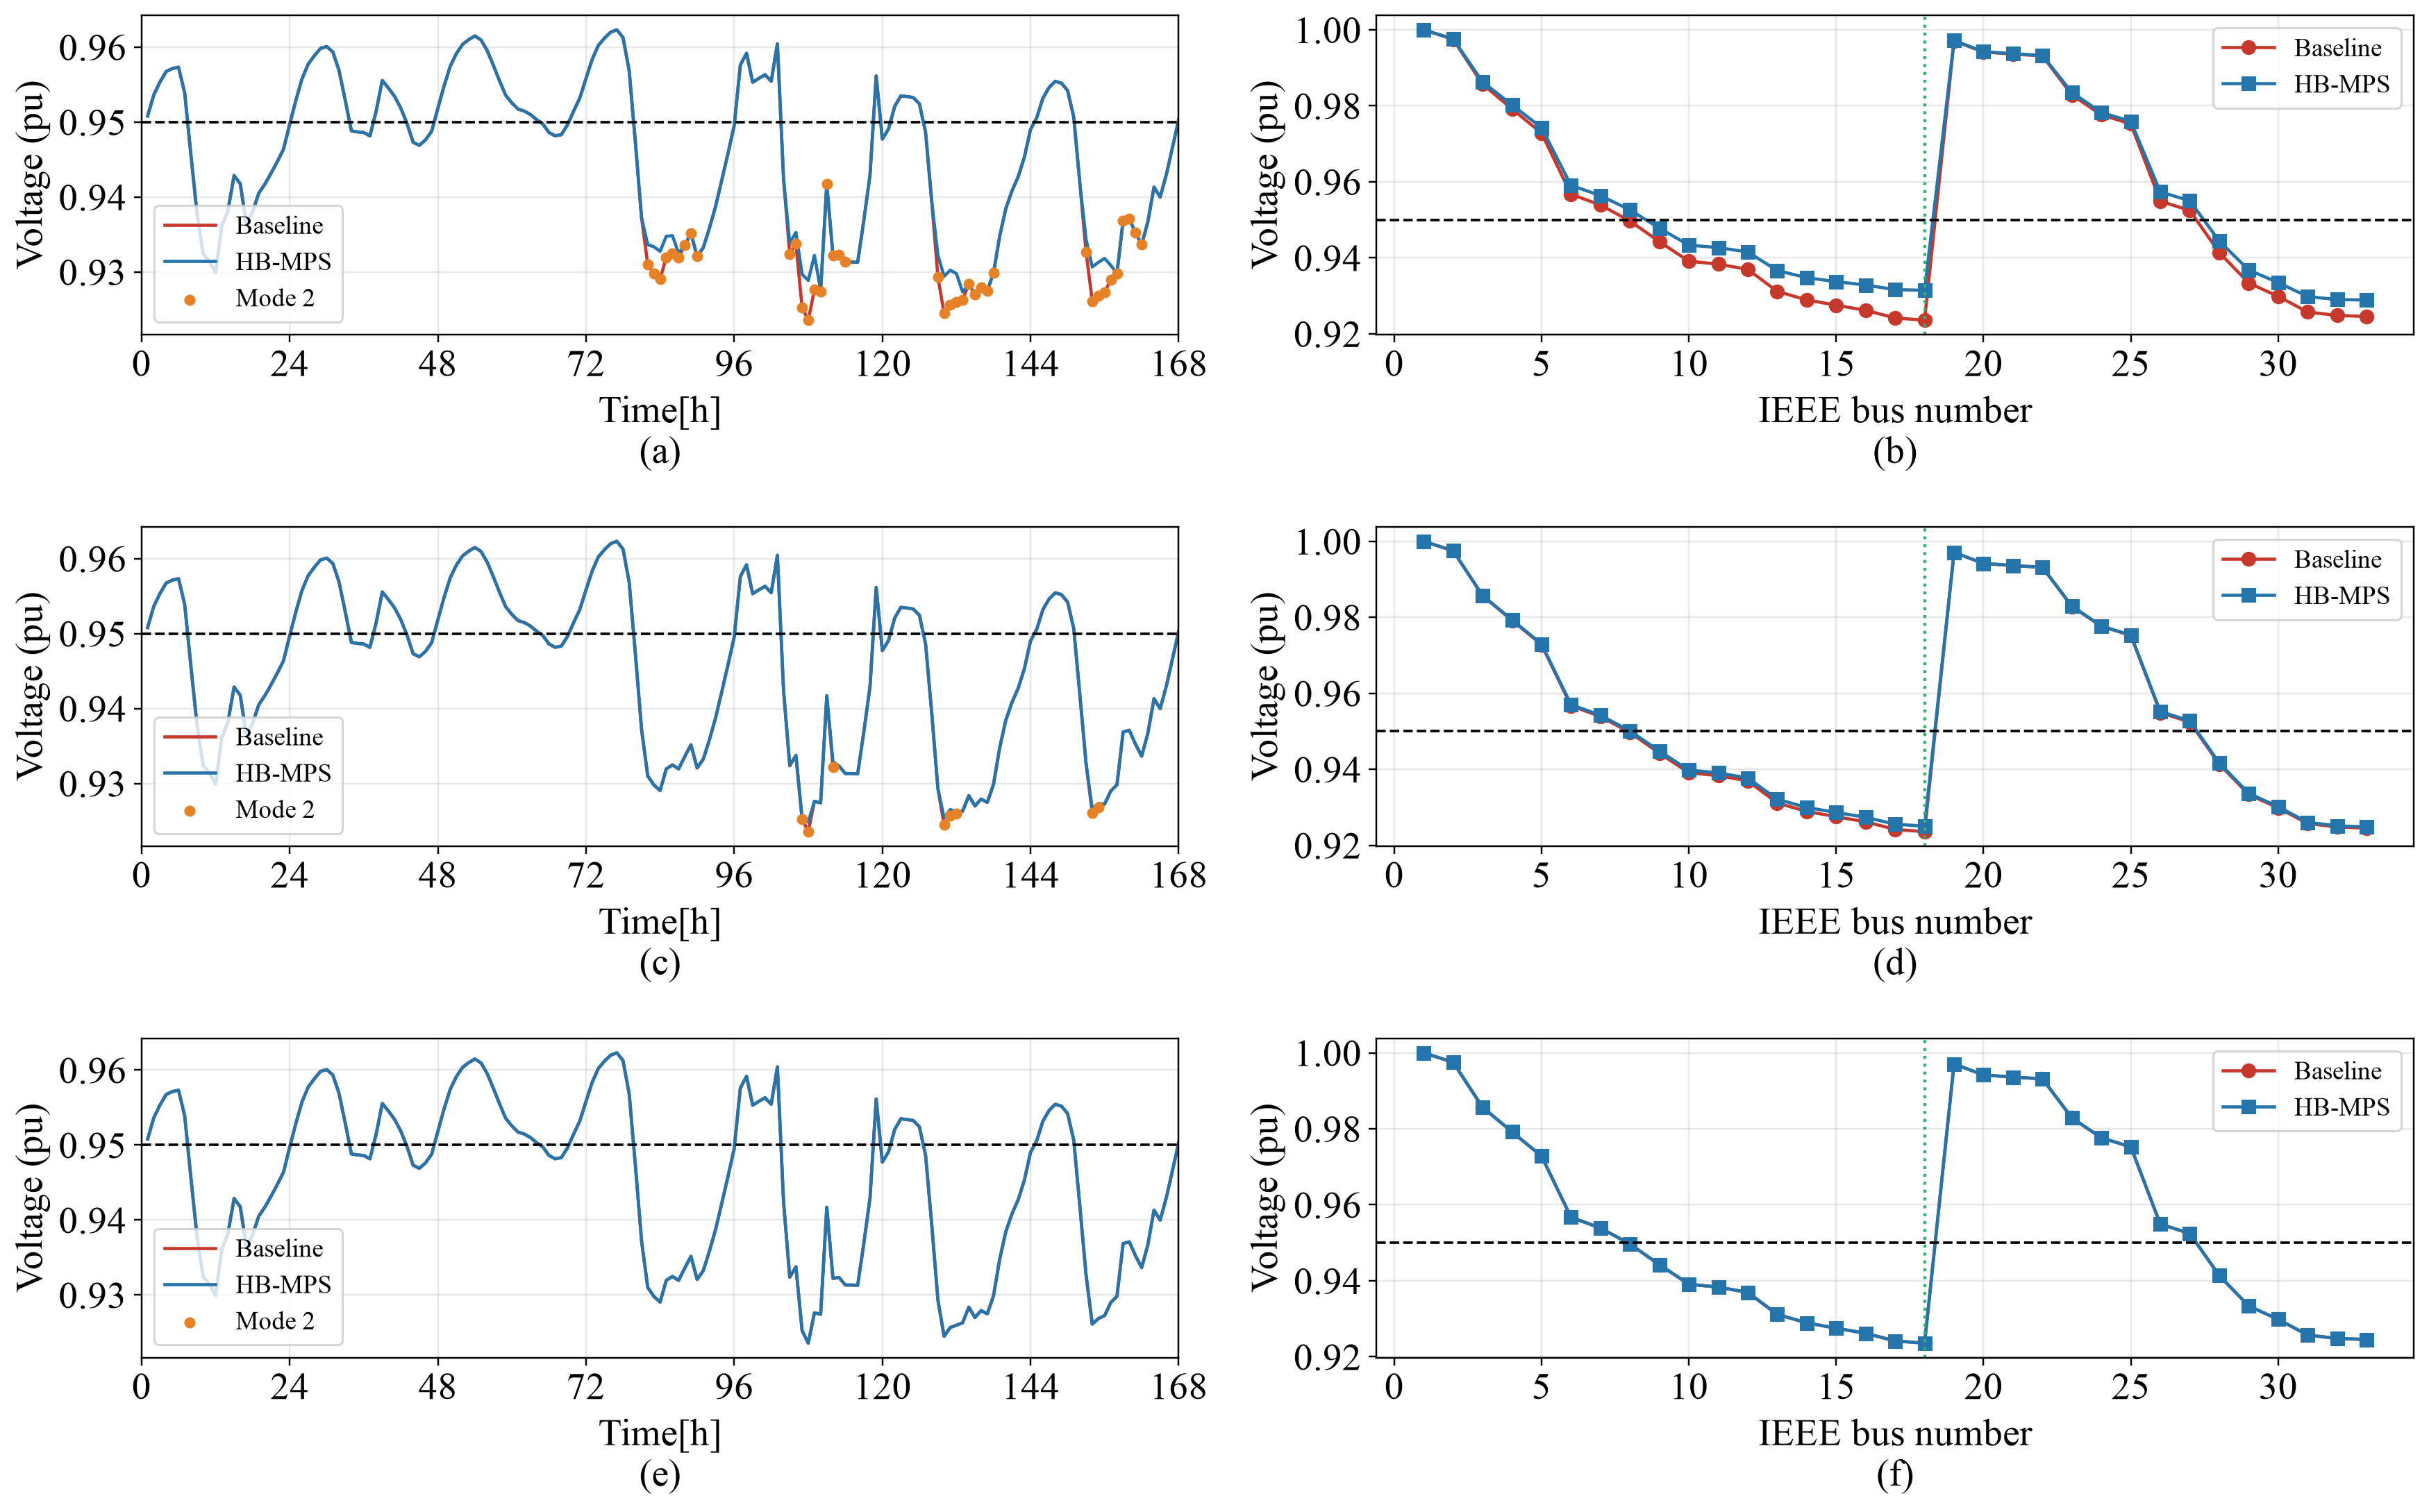 0.96
0.95
0.94
0.93
Voltage (pu)
Baseline
HB-MPS
Mode 2
0 24 48 72 96 120 144 168
Time[h]
(a)
1.00
0.98
0.96
0.94
0.92
Voltage (pu)
Baseline
HB-MPS
0 5 10 15 20 25 30
IEEE bus number
(b)
0.96
0.95
0.94
0.93
Voltage (pu)
Baseline
HB-MPS
Mode 2
0 24 48 72 96 120 144 168
Time[h]
(c)
1.00
0.98
0.96
0.94
0.92
Voltage (pu)
Baseline
HB-MPS
0 5 10 15 20 25 30
IEEE bus number
(d)
0.96
0.95
0.94
0.93
Voltage (pu)
Baseline
HB-MPS
Mode 2
0 24 48 72 96 120 144 168
Time[h]
(e)
1.00
0.98
0.96
0.94
0.92
Voltage (pu)
Baseline
HB-MPS
0 5 10 15 20 25 30
IEEE bus number
(f)